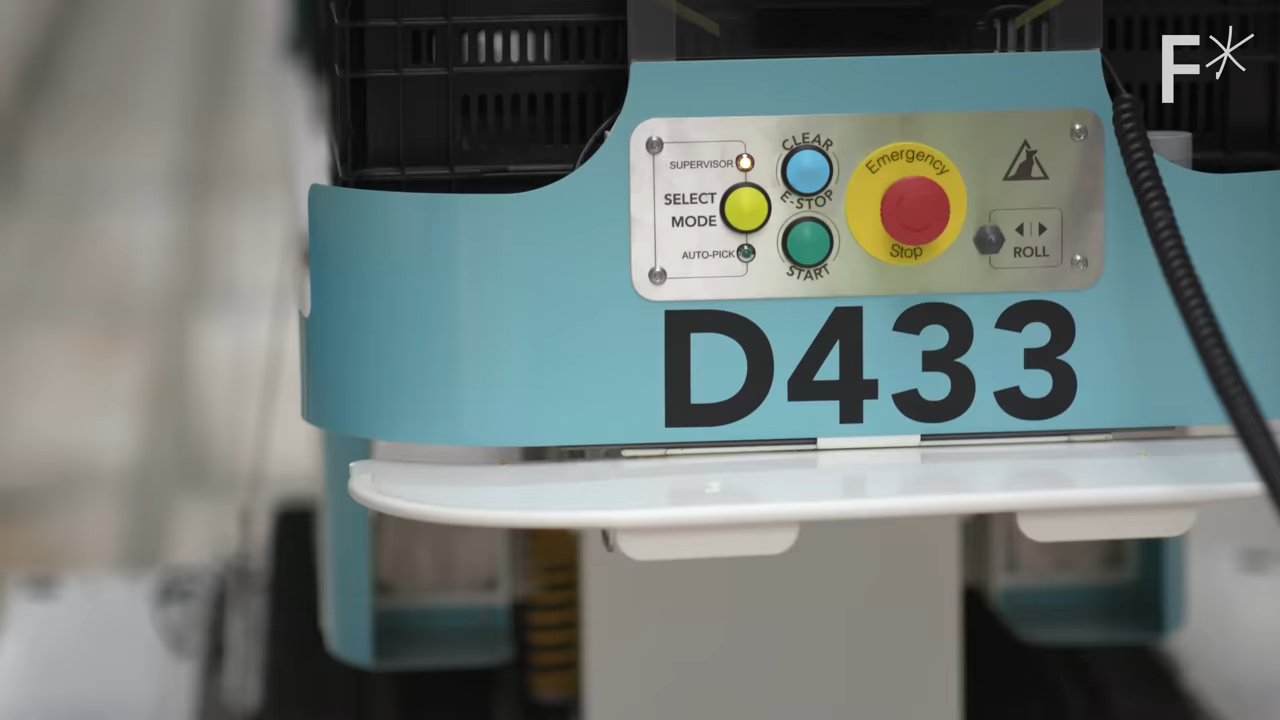 F*
SUPERVISOR
SELECT
MODE
AUTO-PICK
CLEAR
E-STOP
START
Emergency
Stop
ROLL
D433